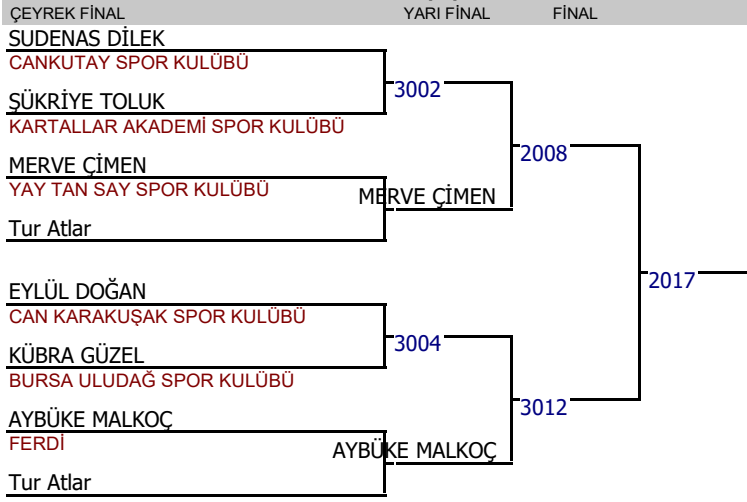 ÇEYREK FİNAL YARI FİNAL FİNAL
SUDENAS DİLEK
CANKUTAY SPOR KULÜBÜ
3002
ŞÜKRİYE TOLUK
KARTALLAR AKADEMİ SPOR KULÜBÜ
2008
MERVE ÇİMEN
YAY TAN SAY SPOR KULÜBÜ
MERVE ÇİMEN
Tur Atlar
2017
EYLÜL DOĞAN
CAN KARAKUŞAK SPOR KULÜBÜ
3004
KÜBRA GÜZEL
BURSA ULUDAĞ SPOR KULÜBÜ
3012
AYBÜKE MALKOÇ
FERDİ
AYBÜKE MALKOÇ
Tur Atlar